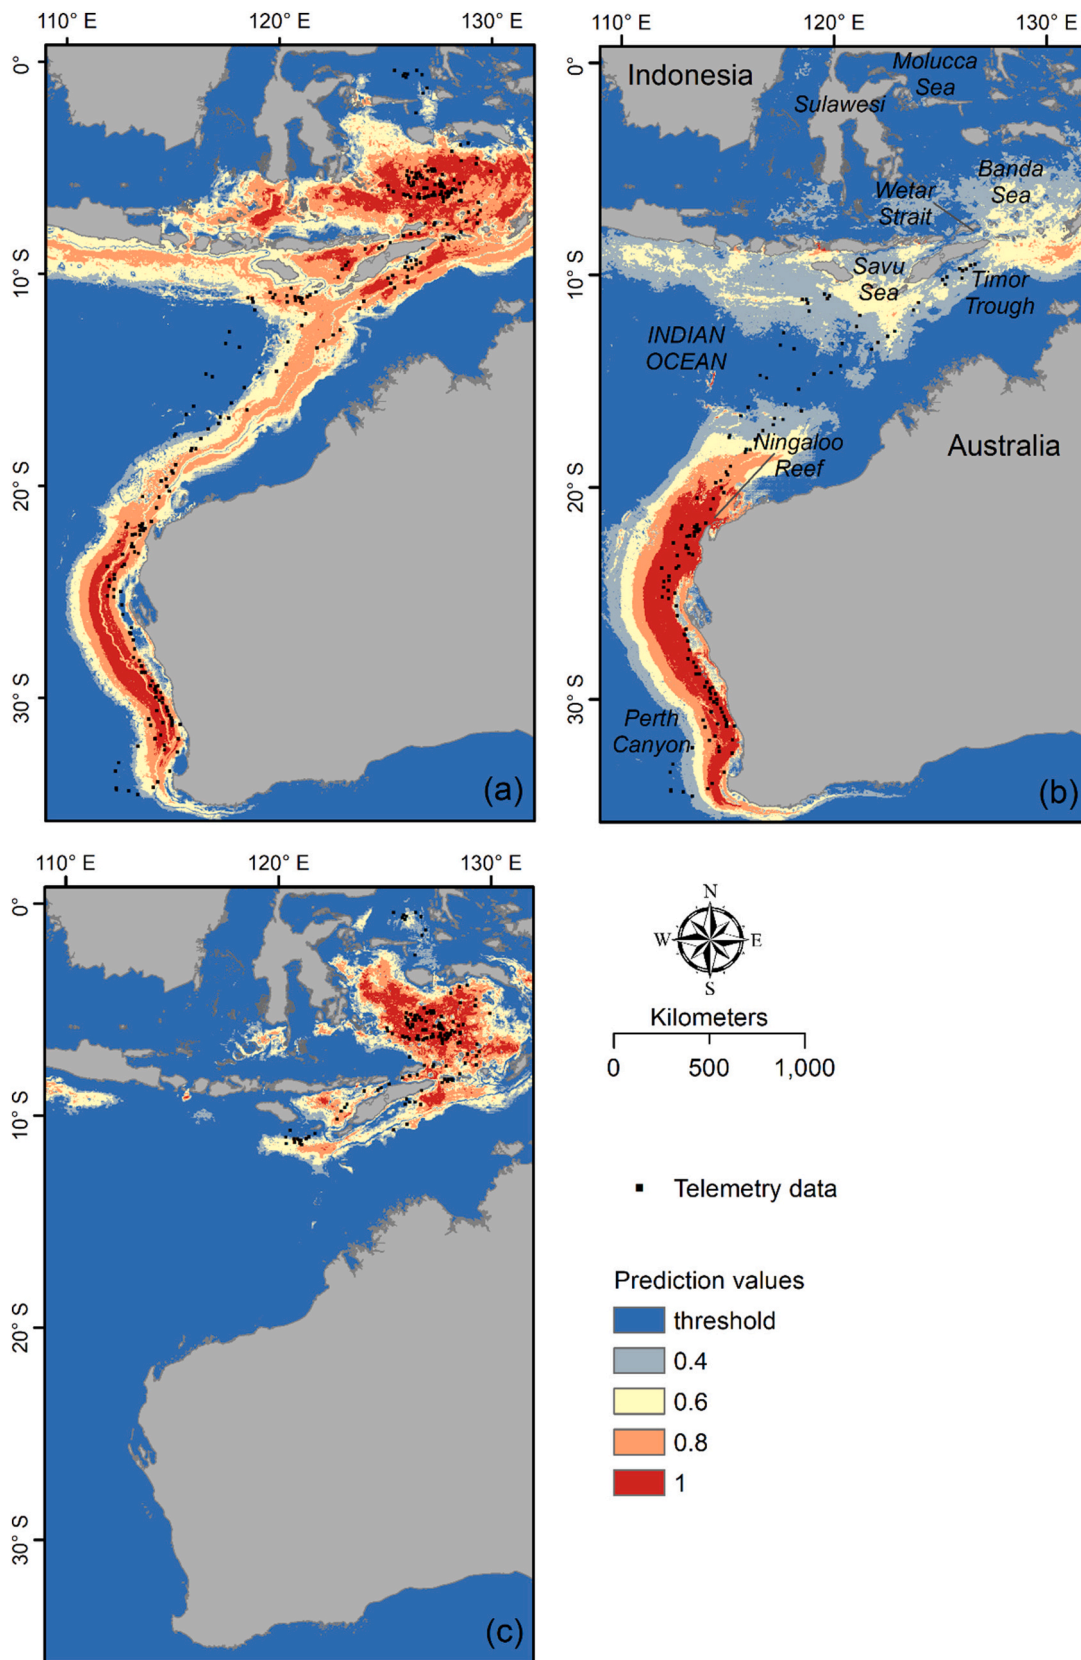 110° E 120° E 130° E
0°
10° S
20° S
30° S
(a)
110° E 120° E 130° E
0°
10° S
20° S
30° S
Indonesia
Molucca
Sea
Sulawesi
Banda
Sea
Wetar
Strait
Savu
Sea
Timor
Trough
INDIAN
OCEAN
Ningaloo
Reef
Australia
Perth
Canyon
(b)
110° E 120° E 130° E
0°
10° S
20° S
30° S
(c)
N
W E
S
Kilometers
0 500 1,000
Telemetry data
Prediction values
threshold
0.4
0.6
0.8
1